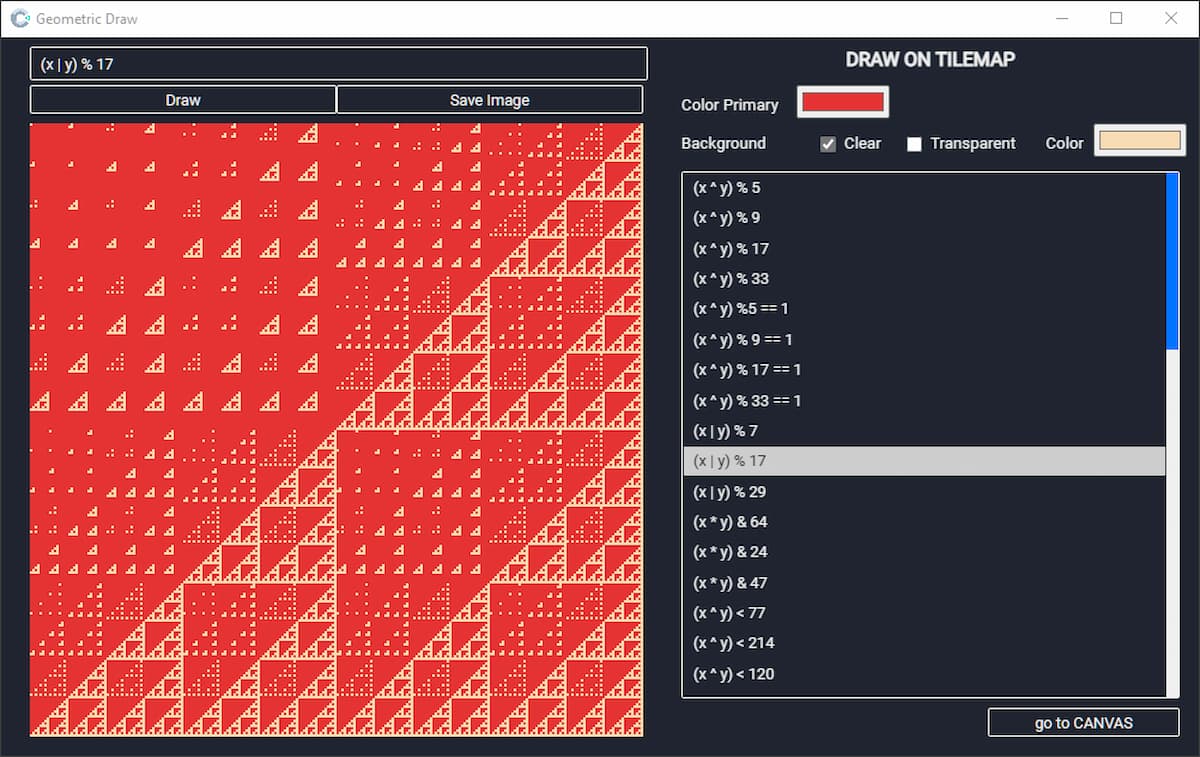 Geometric Draw
(x | y) % 17
Draw
Save Image
DRAW ON TILEMAP
Color Primary
Background
Clear
Transparent
Color
(x ^ y) % 5
(x ^ y) % 9
(x ^ y) % 17
(x ^ y) % 33
(x ^ y) %5 == 1
(x ^ y) % 9 == 1
(x ^ y) % 17 == 1
(x ^ y) % 33 == 1
(x | y) % 7
(x | y) % 17
(x | y) % 29
(x * y) & 64
(x * y) & 24
(x * y) & 47
(x ^ y) < 77
(x ^ y) < 214
(x ^ y) < 120
go to CANVAS